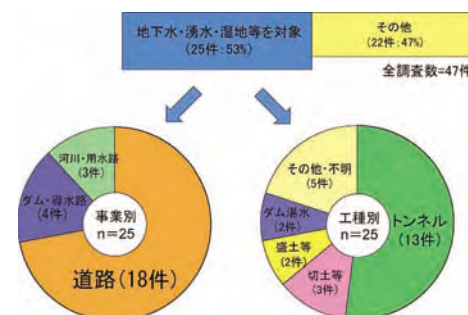 地下水・湧水・湿地等を対象
(25件:53%)
その他
(22件:47%)
全調査数=47件
河川・用水路
(3件)
ダム・導水路
(4件)
事業別
n=25
道路(18件)
その他・不明
(5件)
ダム湛水
(2件)
盛土等
(2件)
切土等
(3件)
工種別
n=25
トンネル
(13件)